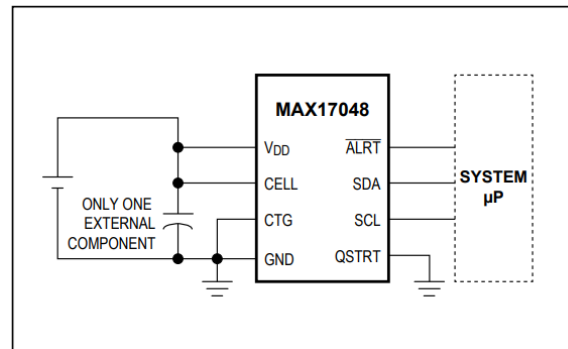 MAX17048
VDD
CELL
CTG
GND
ALRT
SDA
SCL
QSTRT
ONLY ONE
EXTERNAL
COMPONENT
SYSTEM
µP